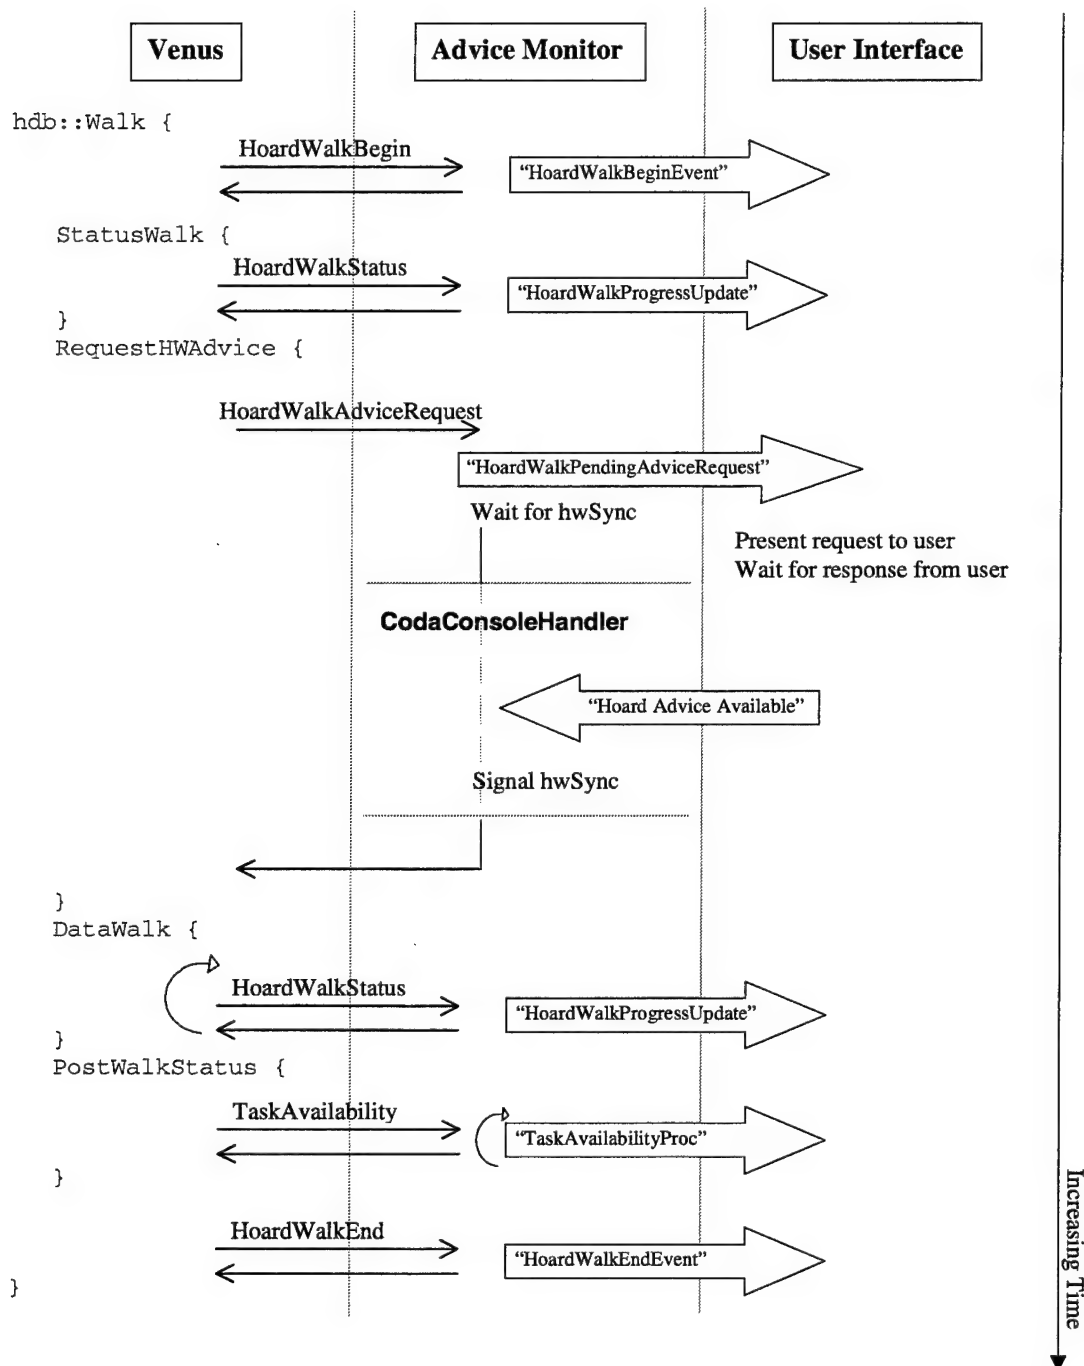 Venus
Advice Monitor
User Interface
hdb::Walk {
HoardWalkBegin
“HoardWalkBeginEvent”
StatusWalk {
HoardWalkStatus
“HoardWalkProgressUpdate”
}
RequestHWAdvice {
HoardWalkAdviceRequest
“HoardWalkPendingAdviceRequest”
Wait for hwSync
Present request to user
Wait for response from user
CodaConsoleHandler
“Hoard Advice Available”
Signal hwSync
}
DataWalk {
HoardWalkStatus
“HoardWalkProgressUpdate”
}
PostWalkStatus {
TaskAvailability
“TaskAvailabilityProc”
}
HoardWalkEnd
“HoardWalkEndEvent”
}
Increasing Time